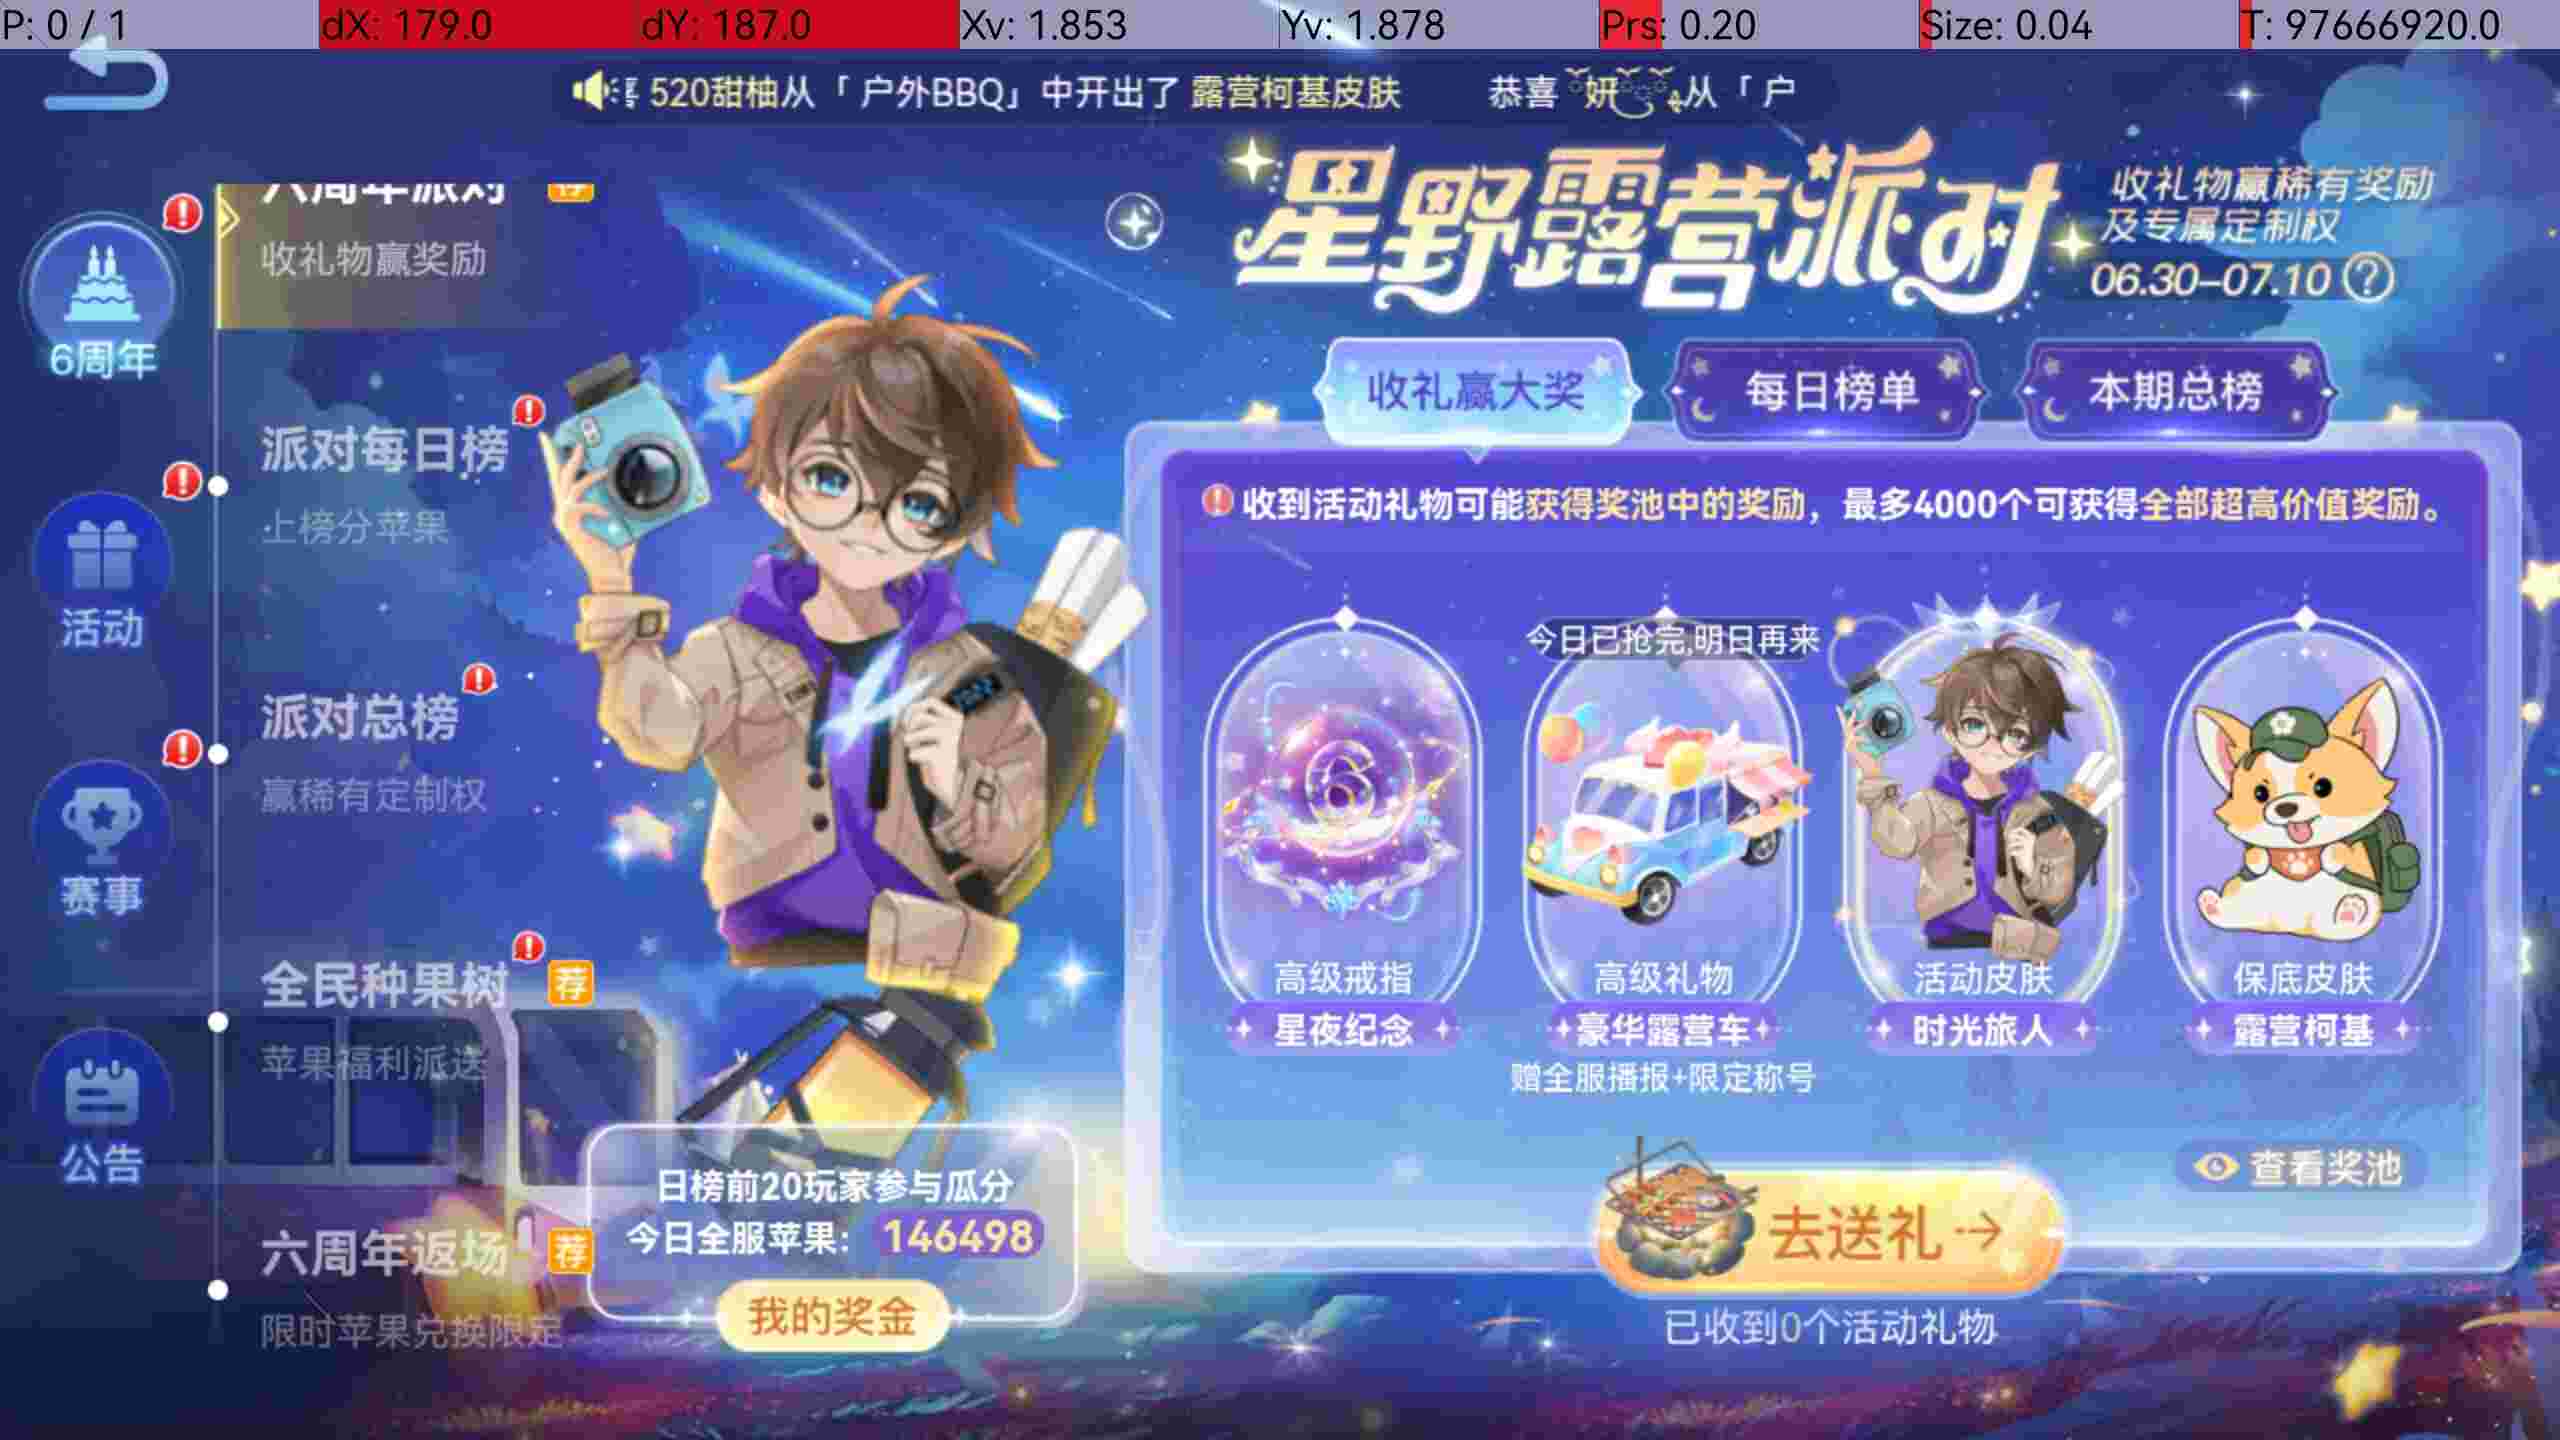 P: 0 / 1
dX: 179.0
dY: 187.0
Xv: 1.853
Yv: 1.878
Prs: 0.20
Size: 0.04
T: 97666920.0
520甜柚从「户外BBQ」中开出了 露营柯基皮肤
恭喜 妍 从「户
星野露营派对
收礼物赢稀有奖励
及专属定制权
06.30-07.10
?
6周年
活动
赛事
公告
六周年派对
荐
收礼物赢奖励
派对每日榜
上榜分苹果
派对总榜
赢稀有定制权
全民种果树
荐
苹果福利派送
六周年返场
荐
限时苹果兑换限定
收礼赢大奖
每日榜单
本期总榜
收到活动礼物可能获得奖池中的奖励，最多4000个可获得全部超高价值奖励。
今日已抢完,明日再来
6
高级戒指
星夜纪念
高级礼物
豪华露营车
赠全服播报+限定称号
活动皮肤
时光旅人
保底皮肤
露营柯基
查看奖池
去送礼→
已收到0个活动礼物
日榜前20玩家参与瓜分
今日全服苹果： 146498
我的奖金